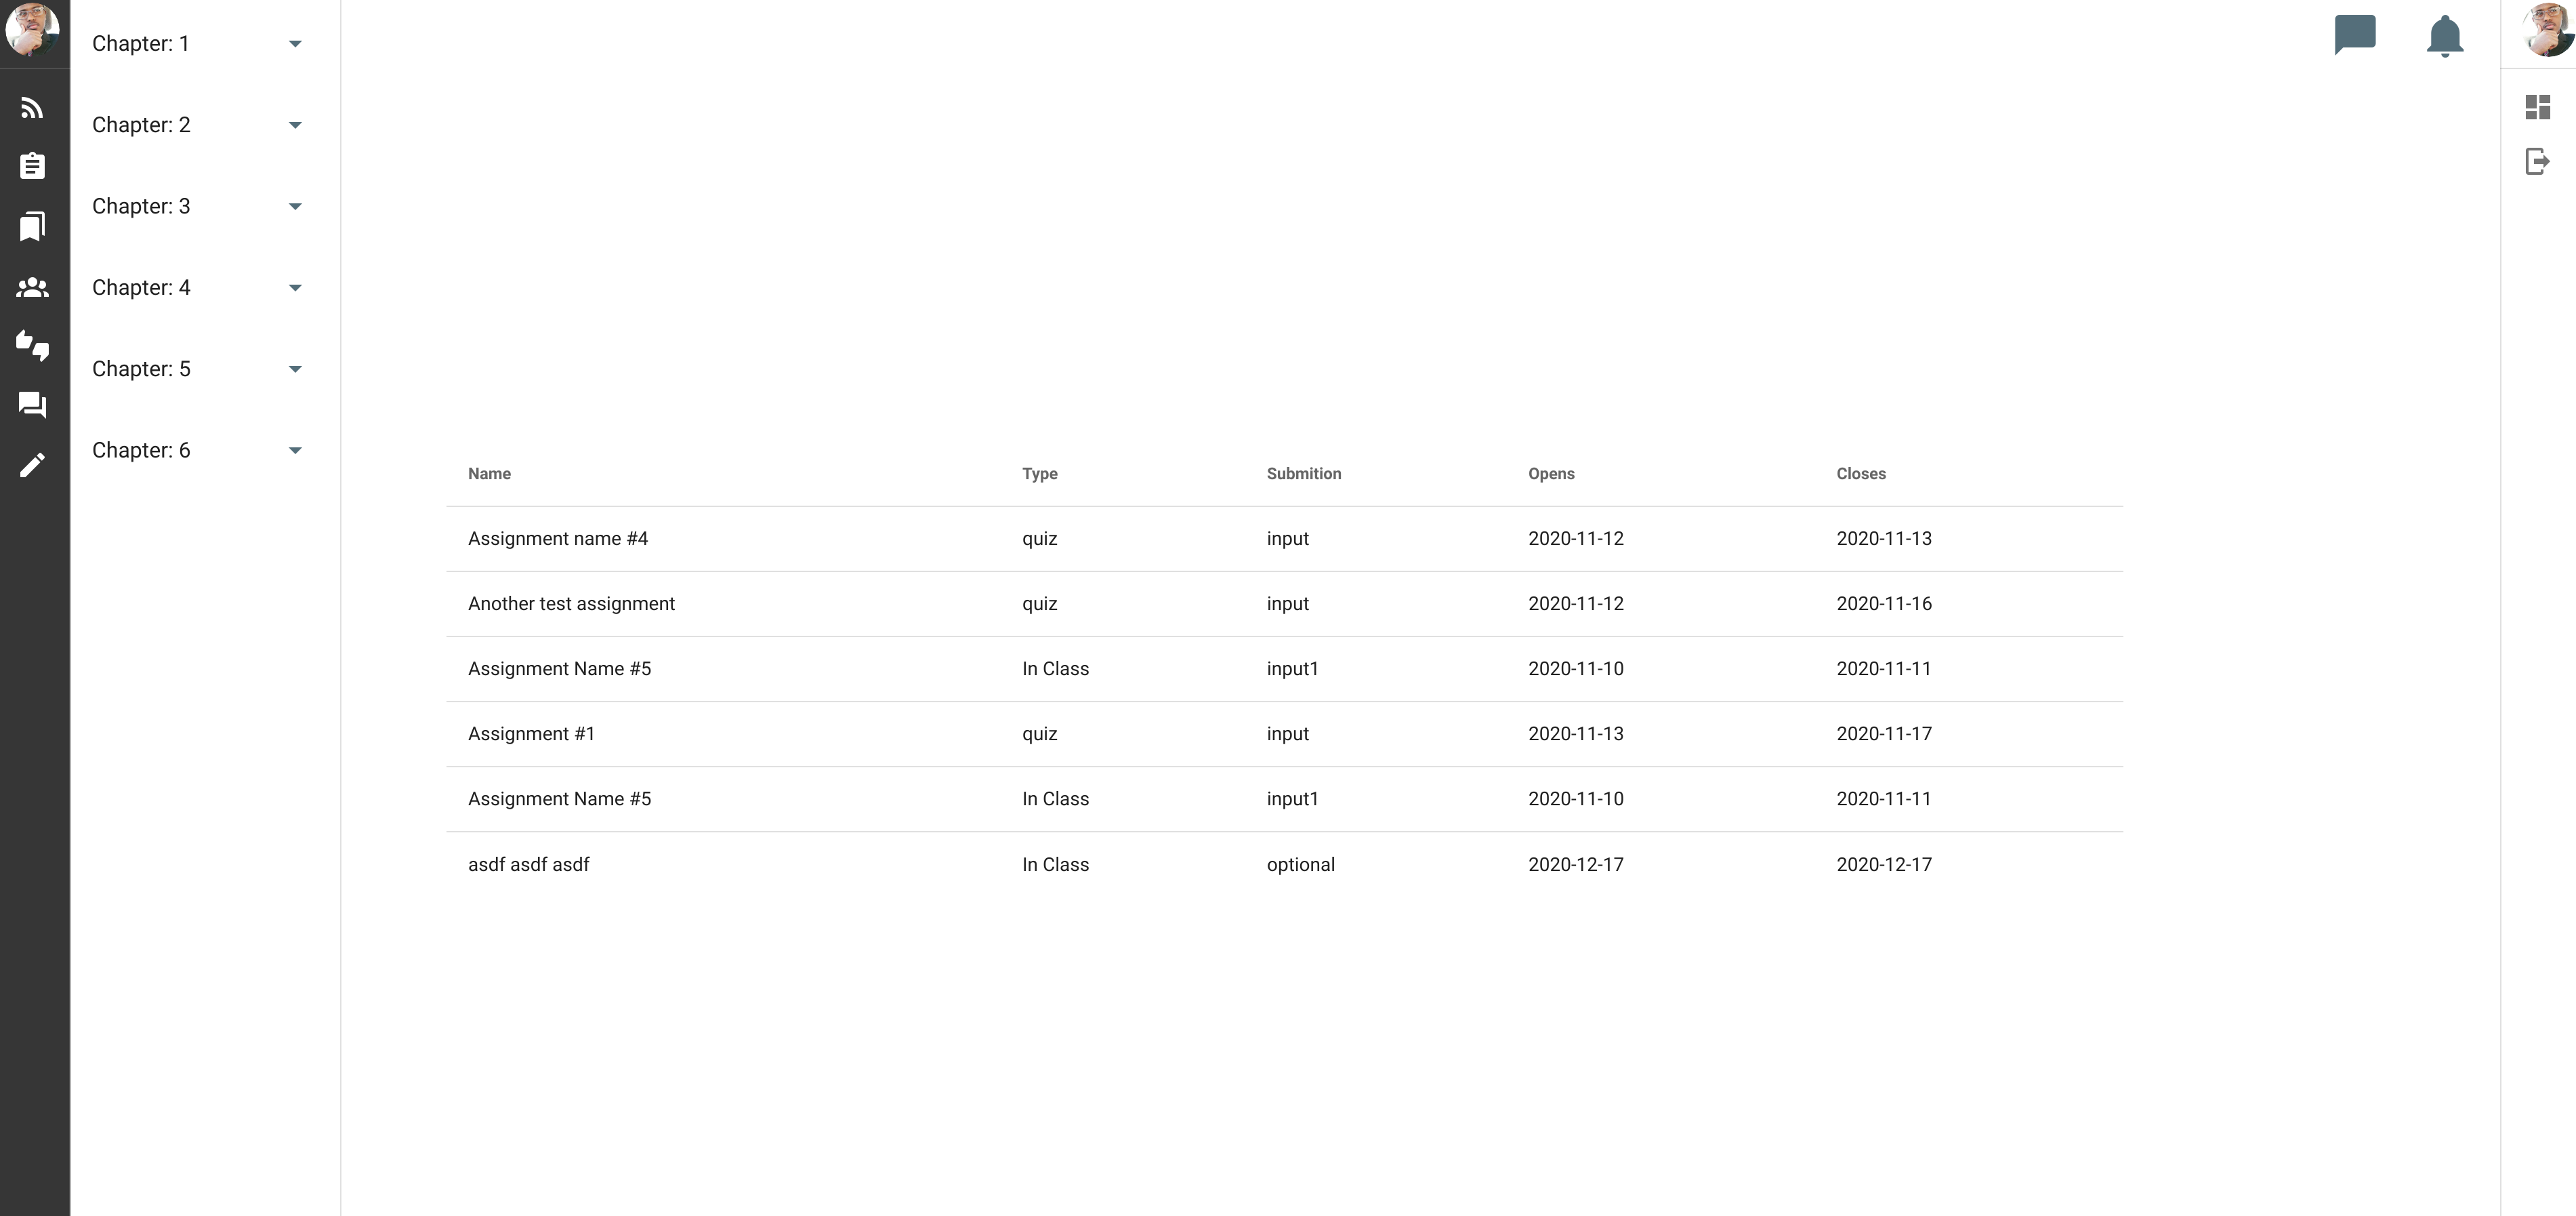 Chapter: 1
Chapter: 2
Chapter: 3
Chapter: 4
Chapter: 5
Chapter: 6
Name Type Submition Opens Closes
Assignment name #4 quiz input 2020-11-12 2020-11-13
Another test assignment quiz input 2020-11-12 2020-11-16
Assignment Name #5 In Class input1 2020-11-10 2020-11-11
Assignment #1 quiz input 2020-11-13 2020-11-17
Assignment Name #5 In Class input1 2020-11-10 2020-11-11
asdf asdf asdf In Class optional 2020-12-17 2020-12-17